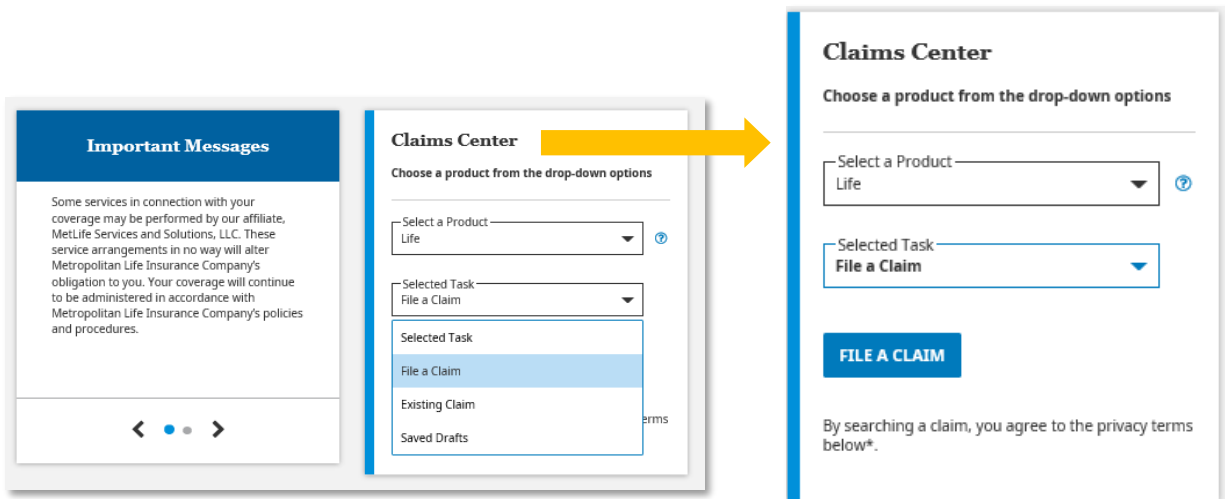 Important Messages
Some services in connection with your
coverage may be performed by our affiliate,
MetLife Services and Solutions, LLC. These
service arrangements in no way will alter
Metropolitan Life Insurance Company's
obligation to you. Your coverage will continue
to be administered in accordance with
Metropolitan Life Insurance Company's policies
and procedures.
Claims Center
Choose a product from the drop-down options
Select a Product
Life
Selected Task
File a Claim
Selected Task
File a Claim
Existing Claim
Saved Drafts
erms
Claims Center
Choose a product from the drop-down options
Select a Product
Life
Selected Task
File a Claim
FILE A CLAIM
By searching a claim, you agree to the privacy terms
below*.